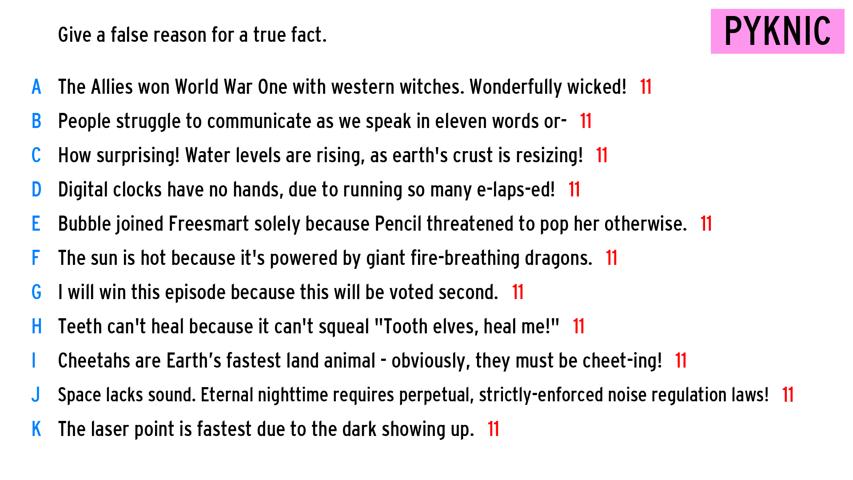 Give a false reason for a true fact.
PYKNIC
A The Allies won World War One with western witches. Wonderfully wicked! 11
B People struggle to communicate as we speak in eleven words or- 11
C How surprising! Water levels are rising, as earth's crust is resizing! 11
D Digital clocks have no hands, due to running so many e-laps-ed! 11
E Bubble joined Freesmart solely because Pencil threatened to pop her otherwise. 11
F The sun is hot because it's powered by giant fire-breathing dragons. 11
G I will win this episode because this will be voted second. 11
H Teeth can't heal because it can't squeal "Tooth elves, heal me!" 11
I Cheetahs are Earth's fastest land animal - obviously, they must be cheet-ing! 11
J Space lacks sound. Eternal nighttime requires perpetual, strictly-enforced noise regulation laws! 11
K The laser point is fastest due to the dark showing up. 11